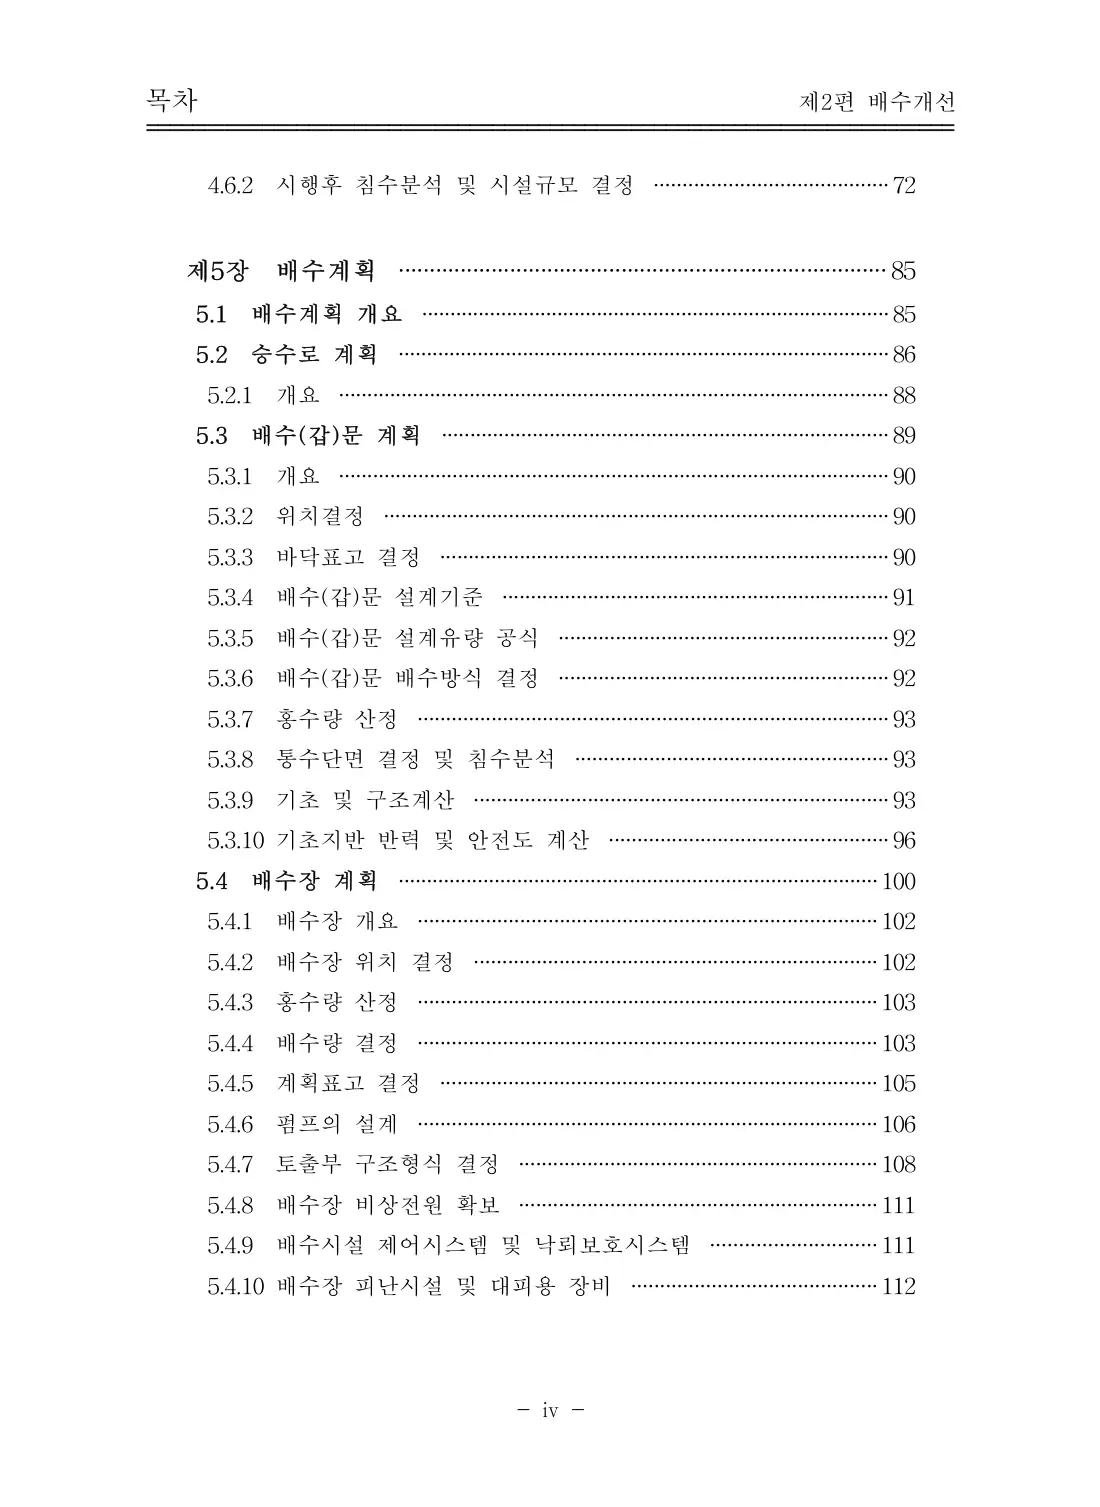 목차 제2편 배수개선
4.6.2 시행후 침수분석 및 시설규모 결정 ········································· 72
제5장 배수계획 ················································································ 85
5.1 배수계획 개요 ··················································································· 85
5.2 승수로 계획 ······················································································· 86
5.2.1 개요 ································································································· 88
5.3 배수(갑)문 계획 ················································································ 89
5.3.1 개요 ································································································· 90
5.3.2 위치결정 ························································································· 90
5.3.3 바닥표고 결정 ················································································ 90
5.3.4 배수(갑)문 설계기준 ····································································· 91
5.3.5 배수(갑)문 설계유량 공식 ··························································· 92
5.3.6 배수(갑)문 배수방식 결정 ··························································· 92
5.3.7 홍수량 산정 ···················································································· 93
5.3.8 통수단면 결정 및 침수분석 ························································ 93
5.3.9 기초 및 구조계산 ·········································································· 93
5.3.10 기초지반 반력 및 안전도 계산 ················································· 96
5.4 배수장 계획 ····················································································· 100
5.4.1 배수장 개요 ·················································································· 102
5.4.2 배수장 위치 결정 ········································································ 102
5.4.3 홍수량 산정 ·················································································· 103
5.4.4 배수량 결정 ·················································································· 103
5.4.5 계획표고 결정 ·············································································· 105
5.4.6 펌프의 설계 ·················································································· 106
5.4.7 토출부 구조형식 결정 ································································ 108
5.4.8 배수장 비상전원 확보 ································································ 111
5.4.9 배수시설 제어시스템 및 낙뢰보호시스템 ······························ 111
5.4.10 배수장 피난시설 및 대피용 장비 ··········································· 112
- iv -